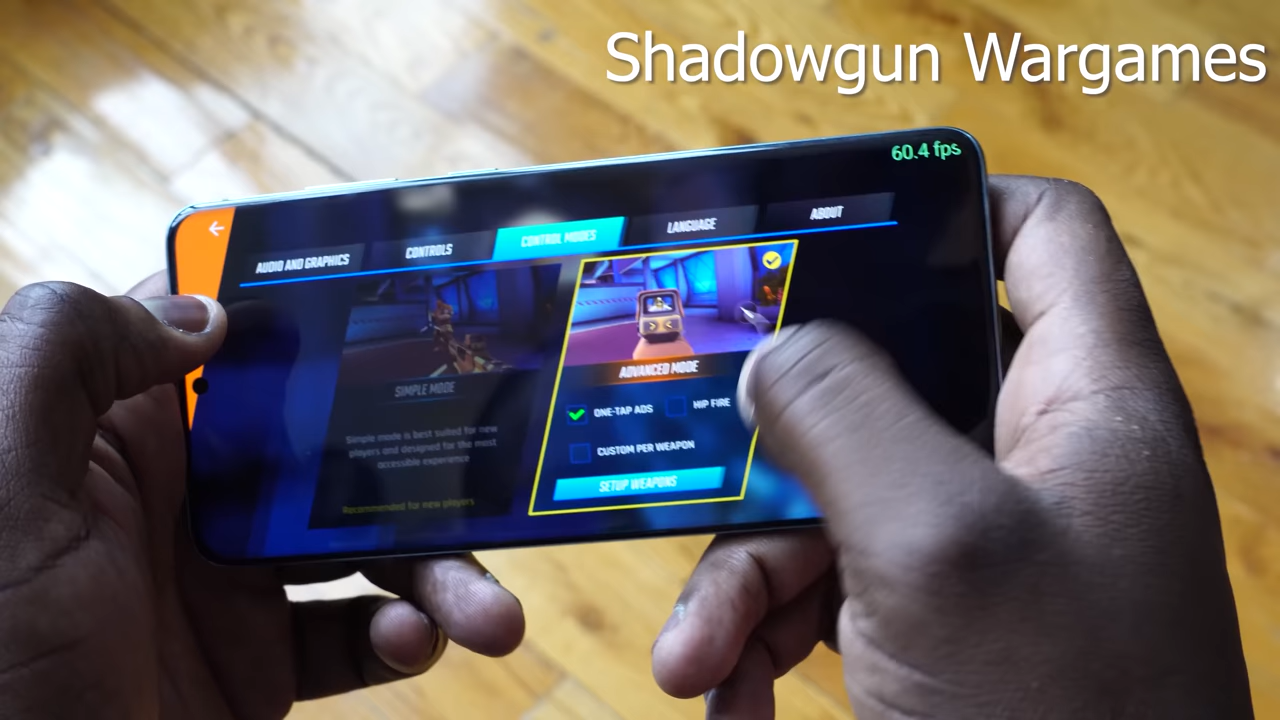 Shadowgun Wargames
60.4 fps
AUDIO AND GRAPHICS
CONTROLS
CONTROL MODES
LANGUAGE
ABOUT
SIMPLE MODE
Simple mode is best suited for new
players and designed for the most
accessible experience
Recommended for new players
ADVANCED MODE
ONE-TAP ADS
HIP FIRE
CUSTOM PER WEAPON
SETUP WEAPONS